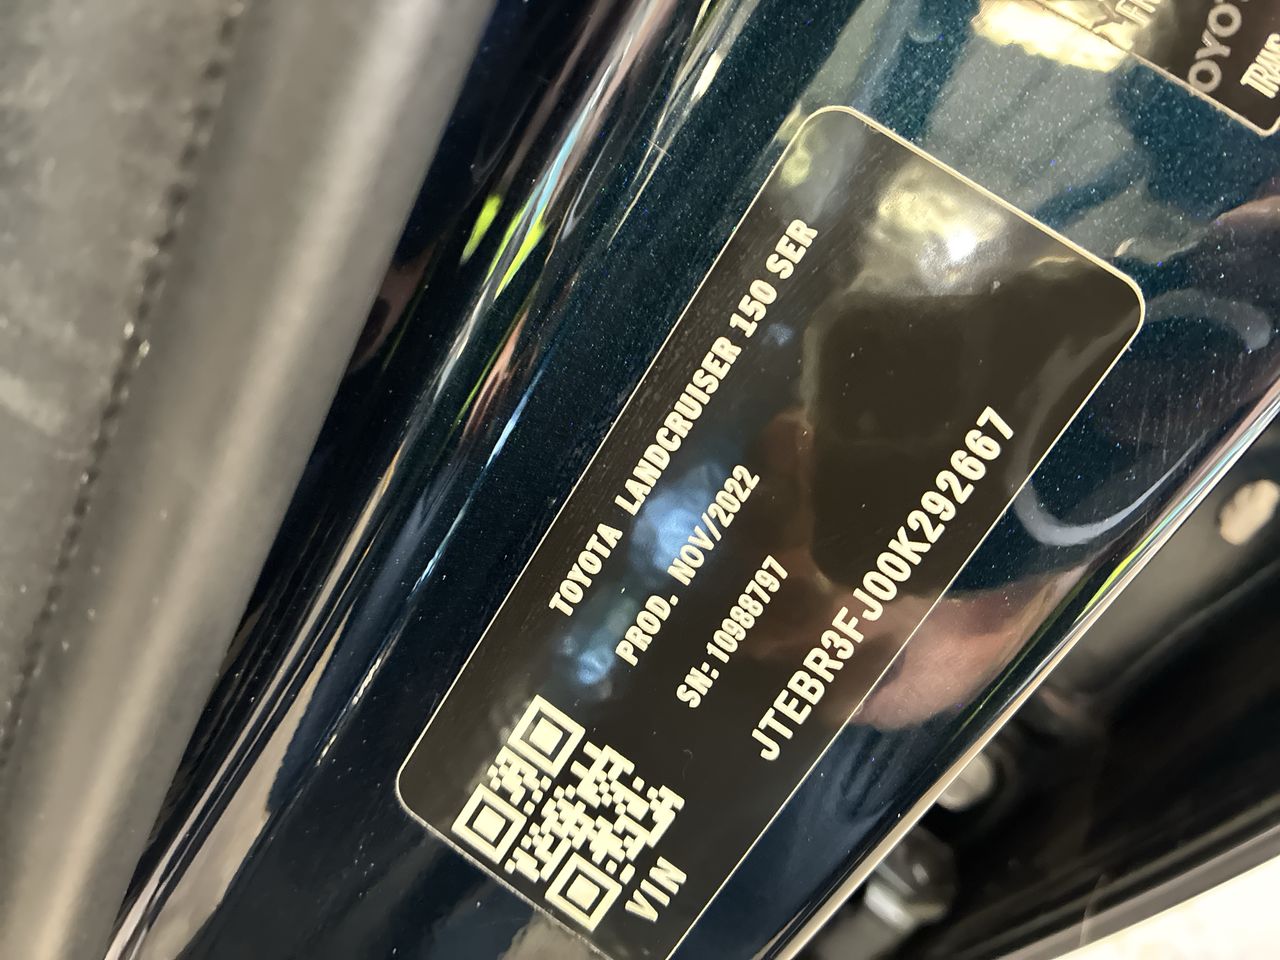 TOYOTA LANDCRUISER 150 SER
PROD. NOV/2022
SN: 10988797
VIN JTEBR3FJ00K292667